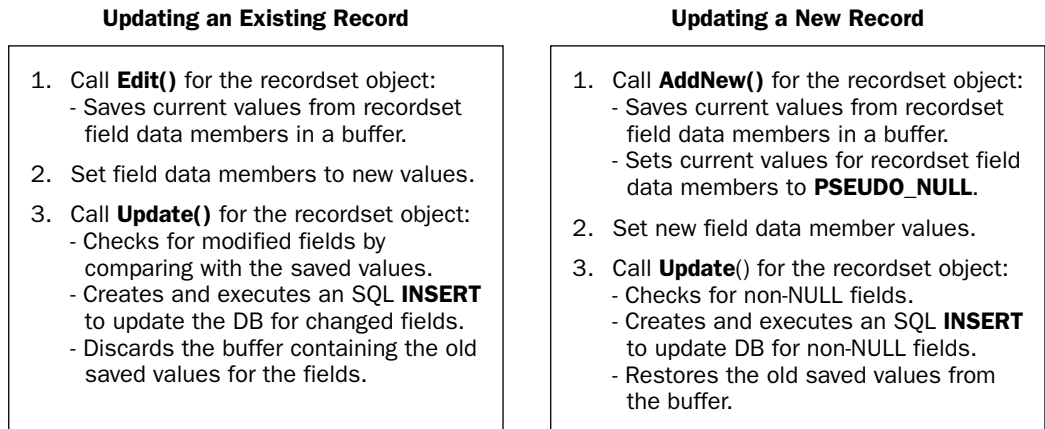 Updating an Existing Record
1. Call Edit() for the recordset object:
- Saves current values from recordset
field data members in a buffer.
2. Set field data members to new values.
3. Call Update() for the recordset object:
- Checks for modified fields by
comparing with the saved values.
- Creates and executes an SQL INSERT
to update the DB for changed fields.
- Discards the buffer containing the old
saved values for the fields.
Updating a New Record
1. Call AddNew() for the recordset object:
- Saves current values from recordset
field data members in a buffer.
- Sets current values for recordset field
data members to PSEUDO_NULL.
2. Set new field data member values.
3. Call Update() for the recordset object:
- Checks for non-NULL fields.
- Creates and executes an SQL INSERT
to update DB for non-NULL fields.
- Restores the old saved values from
the buffer.